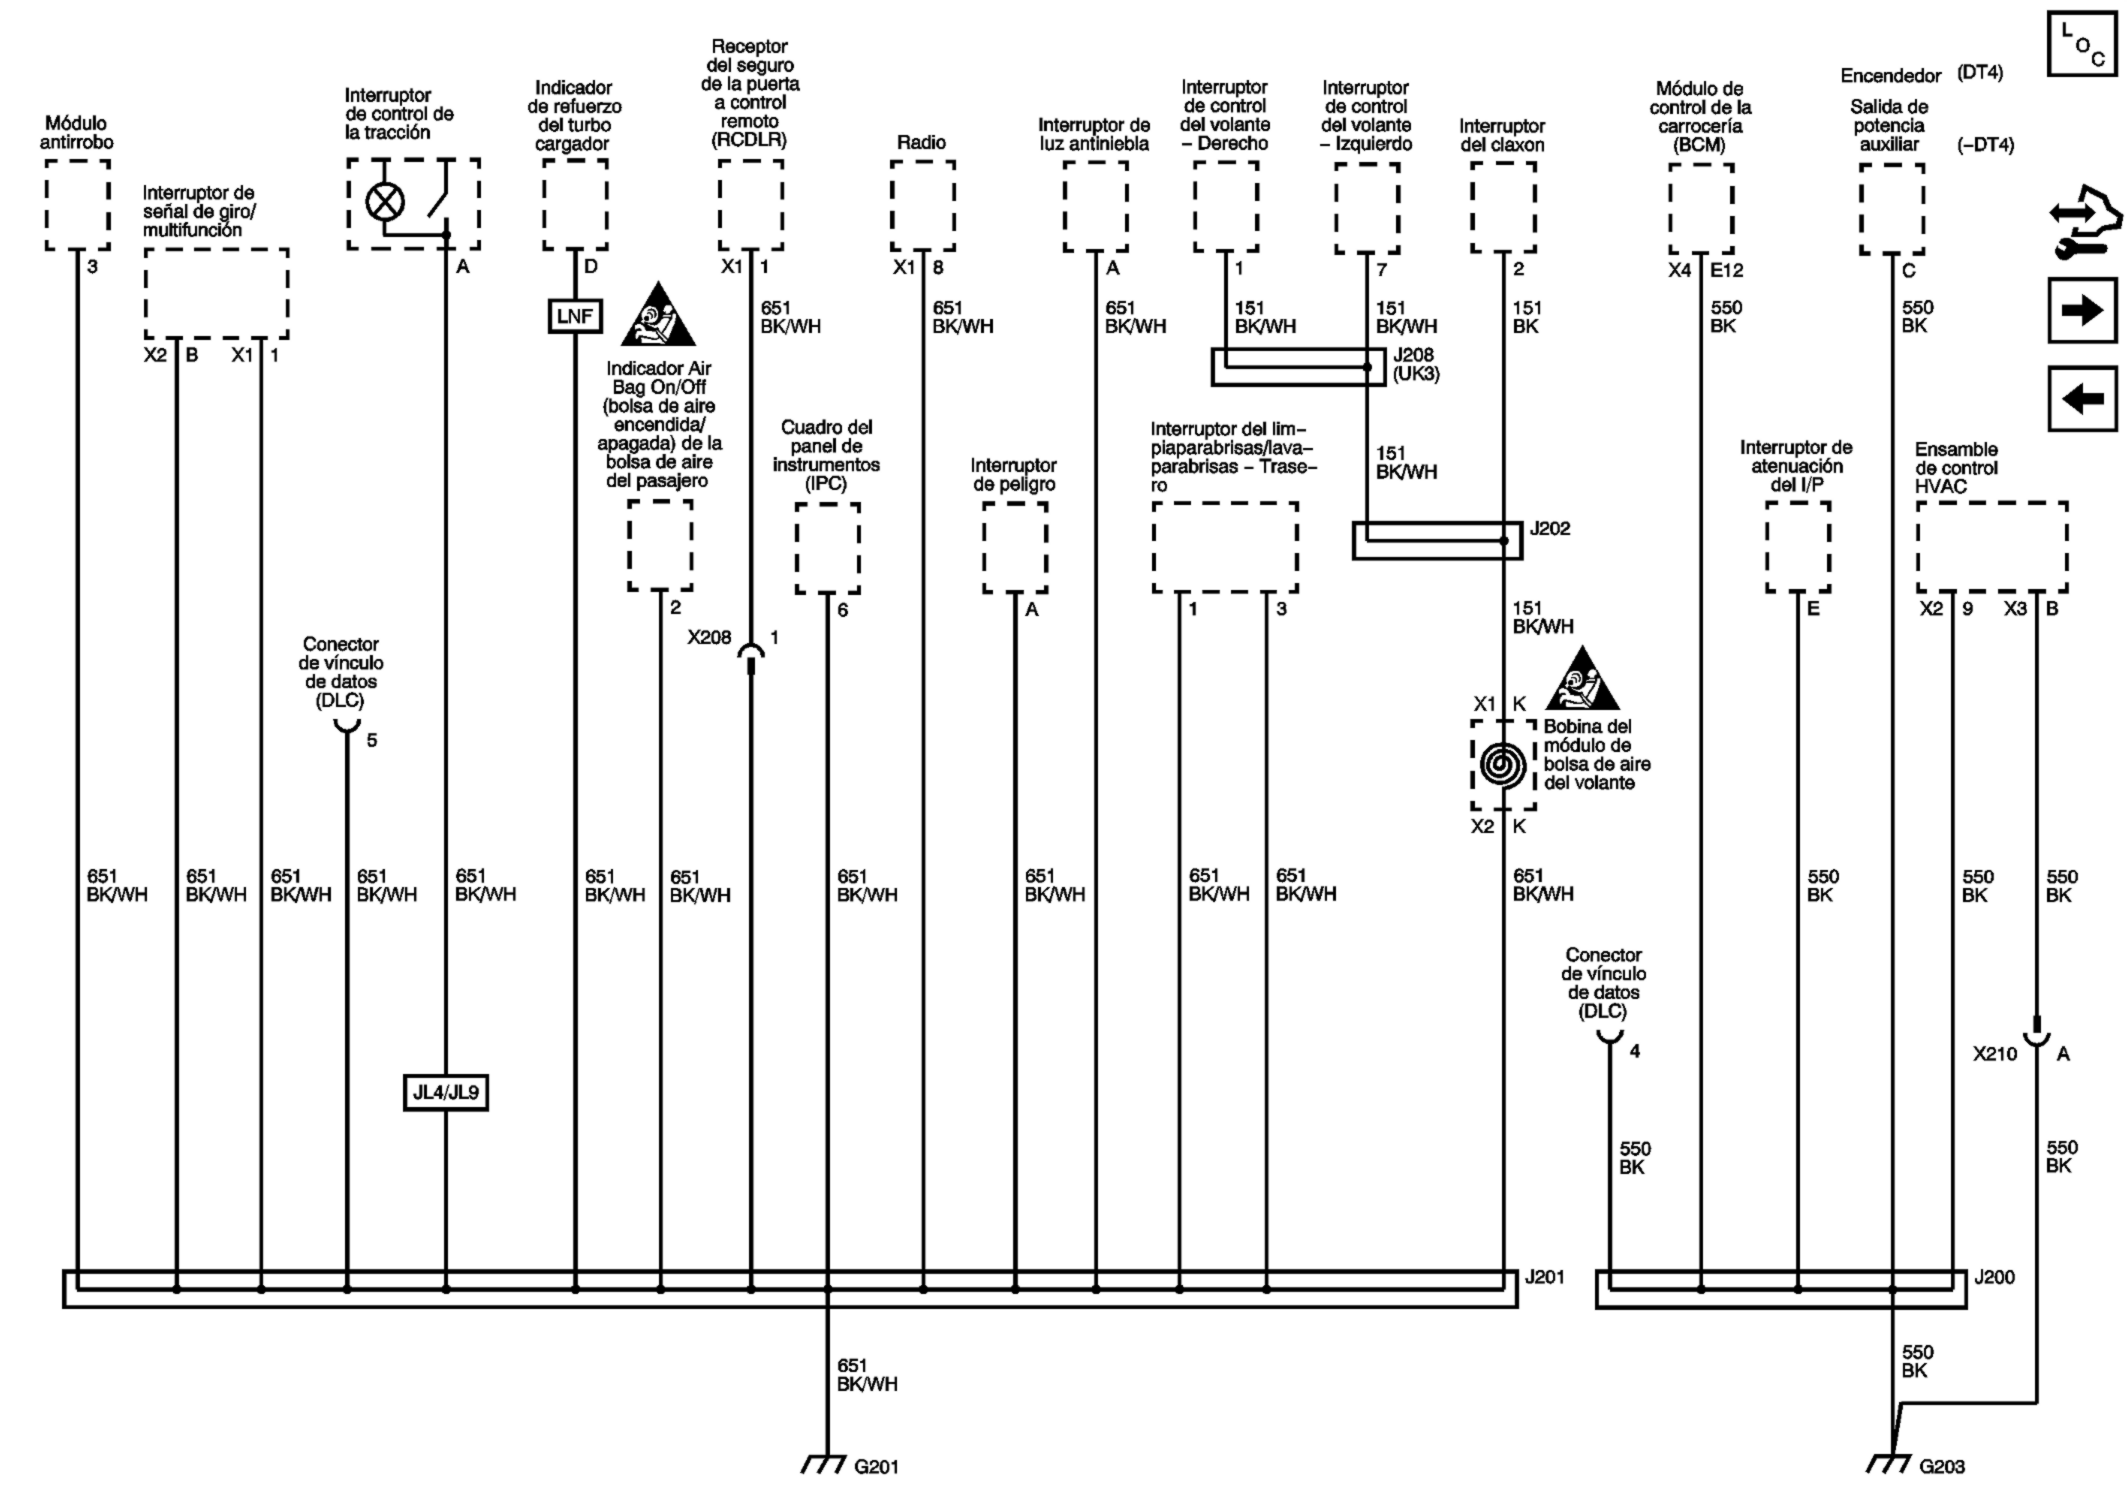 L
O
C
Módulo
antirrobo
3
Interruptor de
señal de giro/
multifunción
X2 B
X1 1
Conector
de vínculo
de datos
(DLC)
5
Interruptor
de control de
la tracción
A
JL4/JL9
Indicador
de refuerzo
del turbo
cargador
D
LNF
Indicador Air
Bag On/Off
(bolsa de aire
encendida/
apagada) de la
bolsa de aire
del pasajero
2
Receptor
del seguro
de la puerta
a control
remoto
(RCDLR)
X1 1
651
BK/WH
X208 1
Cuadro del
panel de
instrumentos
(IPC)
6
Radio
X1 8
651
BK/WH
Interruptor
de peligro
A
Interruptor de
luz antiniebla
A
651
BK/WH
Interruptor
de control
del volante
– Derecho
1
151
BK/WH
Interruptor
de control
del volante
– Izquierdo
7
151
BK/WH
J208
(UK3)
151
BK/WH
Interruptor del lim–
piaparabrisas/lava–
parabrisas – Trase–
ro
1
3
Interruptor
del claxon
2
151
BK
J202
151
BK/WH
X1 K
Bobina del
módulo de
bolsa de aire
del volante
X2 K
Módulo de
control de la
carrocería
(BCM)
X4 E12
550
BK
Encendedor (DT4)
Salida de
potencia
auxiliar
(–DT4)
C
550
BK
Interruptor de
atenuación
del I/P
E
Ensamble
de control
HVAC
X2 9
X3 B
651
BK/WH
651
BK/WH
651
BK/WH
651
BK/WH
651
BK/WH
651
BK/WH
651
BK/WH
651
BK/WH
651
BK/WH
651
BK/WH
651
BK/WH
651
BK/WH
550
BK
550
BK
550
BK
Conector
de vínculo
de datos
(DLC)
4
X210 A
550
BK
550
BK
J201
J200
651
BK/WH
550
BK
G201
G203